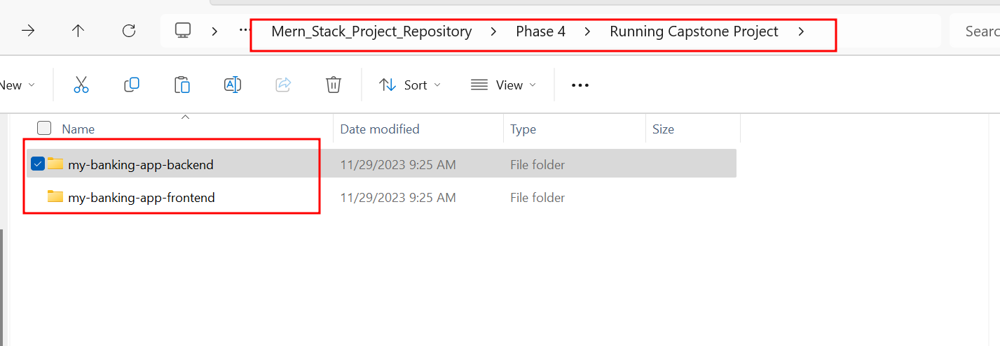 ··· Mern_Stack_Project_Repository > Phase 4 > Running Capstone Project > Searc
New Sort View ···
Name Date modified Type Size
my-banking-app-backend 11/29/2023 9:25 AM File folder
my-banking-app-frontend 11/29/2023 9:25 AM File folder